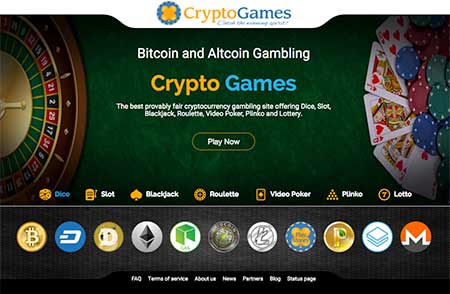 CryptoGames
Catch the winning spirit!
Bitcoin and Altcoin Gambling
Crypto Games
The best provably fair cryptocurrency gambling site offering Dice, Slot,
Blackjack, Roulette, Video Poker, Plinko and Lottery.
Play Now
Dice Slot Blackjack Roulette Video Poker Plinko Lotto
Play Money
FAQ Terms of service About us News Partners Blog Status page